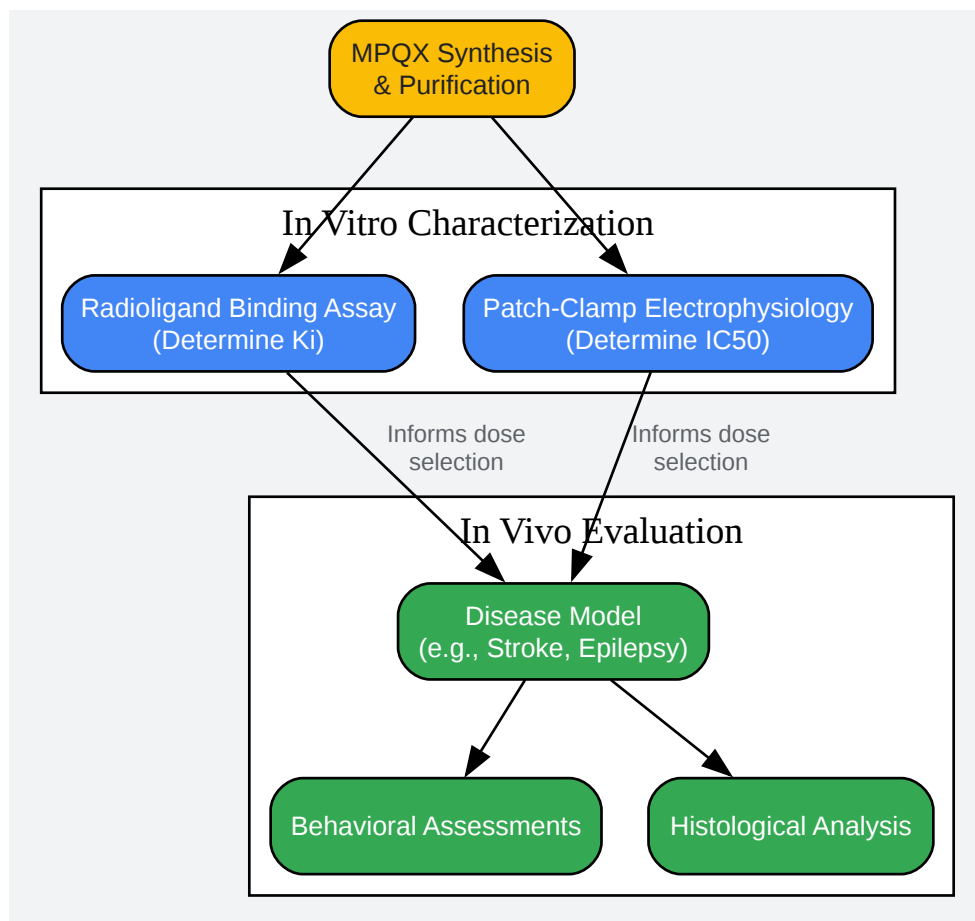 MPQX Synthesis
& Purification
In Vitro Characterization
Radioligand Binding Assay
(Determine Ki)
Patch-Clamp Electrophysiology
(Determine IC50)
Informs dose
selection
Informs dose
selection
In Vivo Evaluation
Disease Model
(e.g., Stroke, Epilepsy)
Behavioral Assessments
Histological Analysis